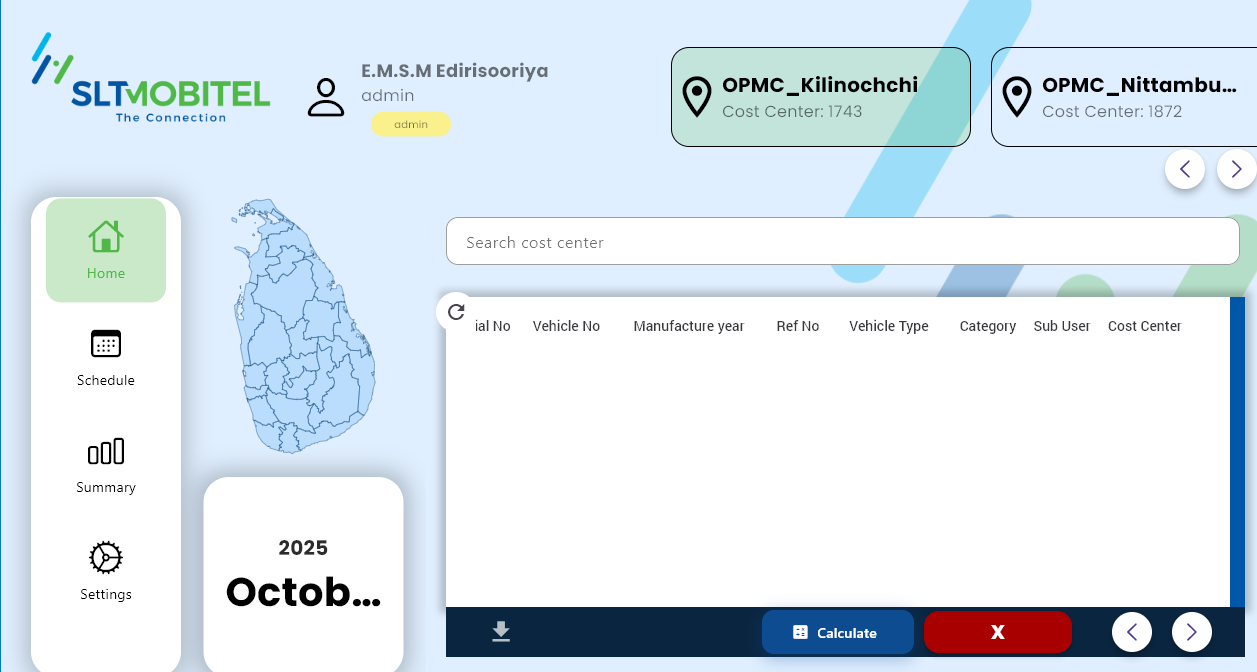 SLTMOBITEL
The Connection
E.M.S.M Edirisooriya
admin
admin
OPMC_Kilinochchi
Cost Center: 1743
OPMC_Nittambu...
Cost Center: 1872
Home
Schedule
Summary
Settings
2025
Octob...
Search cost center
ial No Vehicle No Manufacture year Ref No Vehicle Type Category Sub User Cost Center
Calculate X